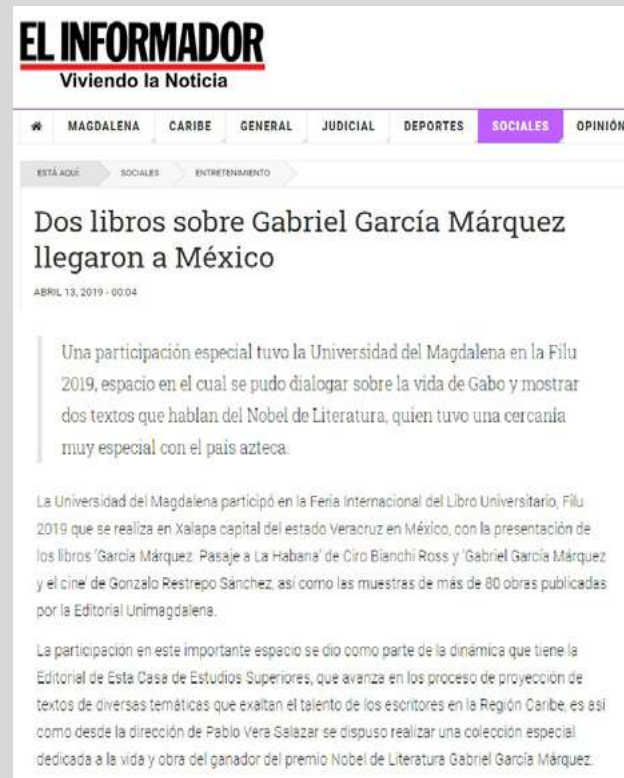 EL INFORMADOR
Viviendo la Noticia
MAGDALENA CARIBE GENERAL JUDICIAL DEPORTES SOCIALES OPINIÓN
ESTÁ AQUÍ: SOCIALES ENTRETENIMIENTO
Dos libros sobre Gabriel García Márquez
llegaron a México
ABRIL 13, 2019 - 00:04
Una participación especial tuvo la Universidad del Magdalena en la Filu
2019, espacio en el cual se pudo dialogar sobre la vida de Gabo y mostrar
dos textos que hablan del Nobel de Literatura, quien tuvo una cercanía
muy especial con el país azteca.
La Universidad del Magdalena participó en la Feria Internacional del Libro Universitario, Filu
2019 que se realiza en Xalapa capital del estado Veracruz en México, con la presentación de
los libros 'García Márquez. Pasaje a La Habana' de Ciro Bianchi Ross y 'Gabriel García Márquez
y el cine' de Gonzalo Restrepo Sánchez, así como las muestras de más de 80 obras publicadas
por la Editorial Unimagdalena.
La participación en este importante espacio se dio como parte de la dinámica que tiene la
Editorial de Esta Casa de Estudios Superiores, que avanza en los proceso de proyección de
textos de diversas temáticas que exaltan el talento de los escritores en la Región Caribe, es así
como desde la dirección de Pablo Vera Salazar se dispuso realizar una colección especial
dedicada a la vida y obra del ganador del premio Nobel de Literatura Gabriel García Márquez.